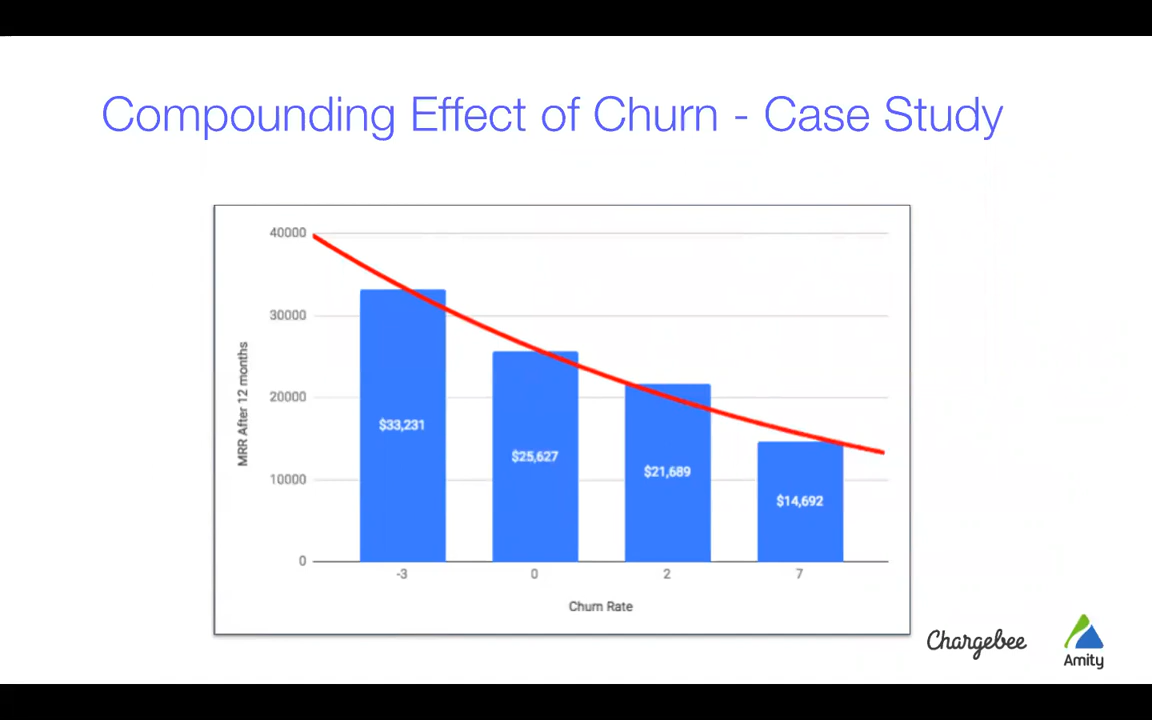 Compounding Effect of Churn - Case Study
40000
30000
20000
10000
0
MRR After 12 months
$33,231
$25,627
$21,689
$14,692
-3 0 2 7
Churn Rate
Chargebee
Amity